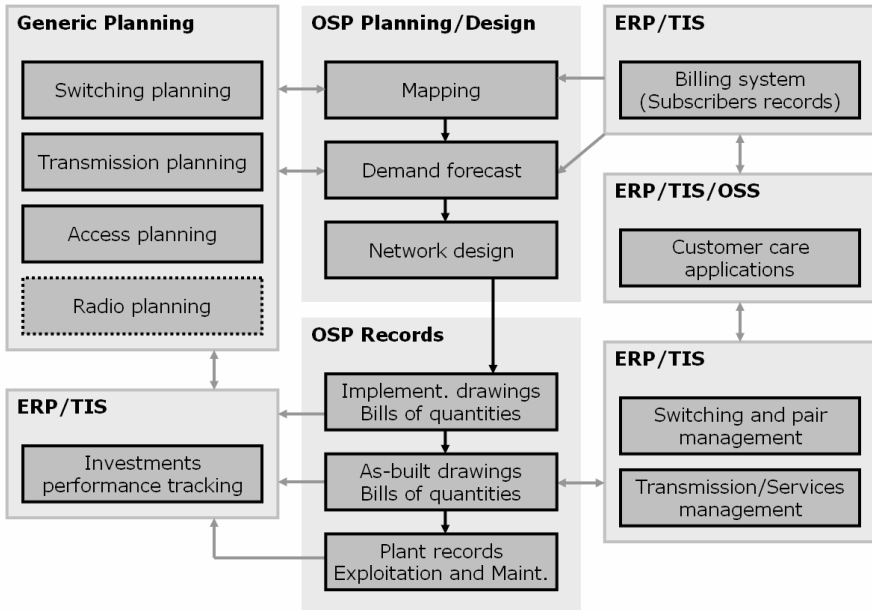 Generic Planning
Switching planning
Transmission planning
Access planning
Radio planning
ERP/TIS
Investments
performance tracking
OSP Planning/Design
Mapping
Demand forecast
Network design
OSP Records
Implement. drawings
Bills of quantities
As-built drawings
Bills of quantities
Plant records
Exploitation and Maint.
ERP/TIS
Billing system
(Subscribers records)
ERP/TIS/OSS
Customer care
applications
ERP/TIS
Switching and pair
management
Transmission/Services
management